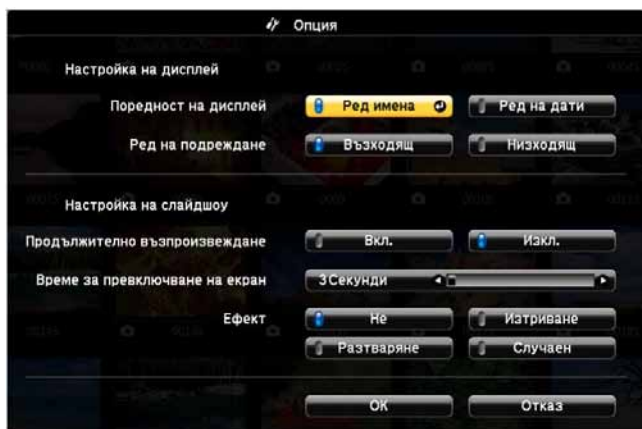 Опция
Настройка на дисплей
Поредност на дисплей Ред имена Ред на дати
Ред на подреждане Възходящ Низходящ
Настройка на слайдшоу
Продължително възпроизвеждане Вкл. Изкл.
Време за превключване на екран 3Секунди
Ефект Не Изтриване
Разтваряне Случаен
OK Отказ